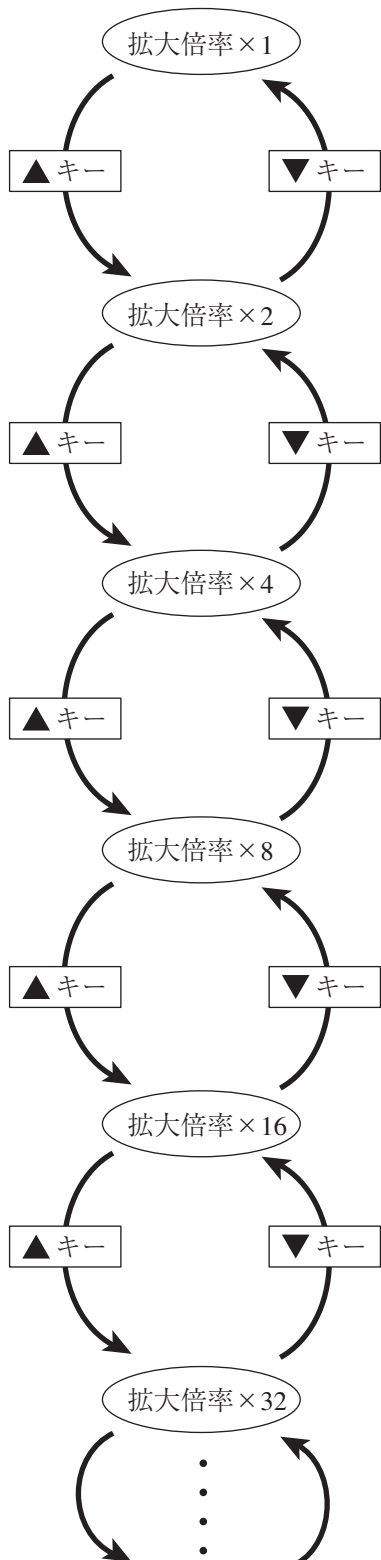 拡大倍率×1
▲ キー ▼ キー
拡大倍率×2
▲ キー ▼ キー
拡大倍率×4
▲ キー ▼ キー
拡大倍率×8
▲ キー ▼ キー
拡大倍率×16
▲ キー ▼ キー
拡大倍率×32